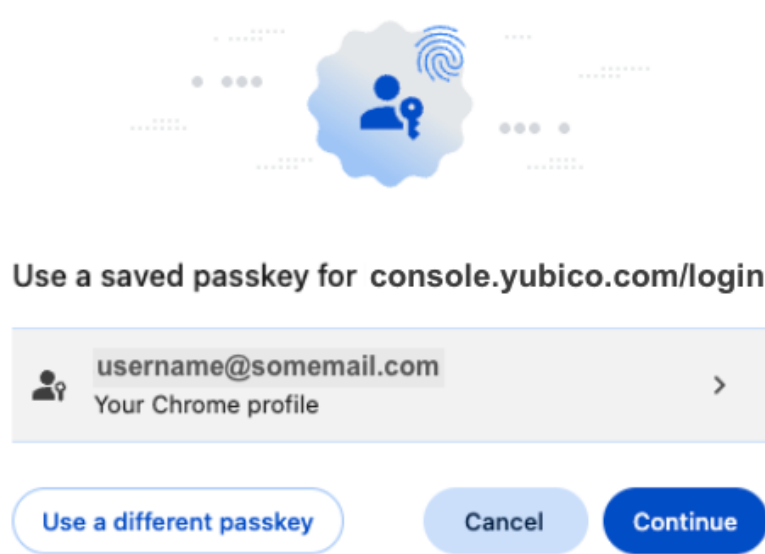 Use a saved passkey for console.yubico.com/login
username@somemail.com
Your Chrome profile
Use a different passkey
Cancel
Continue